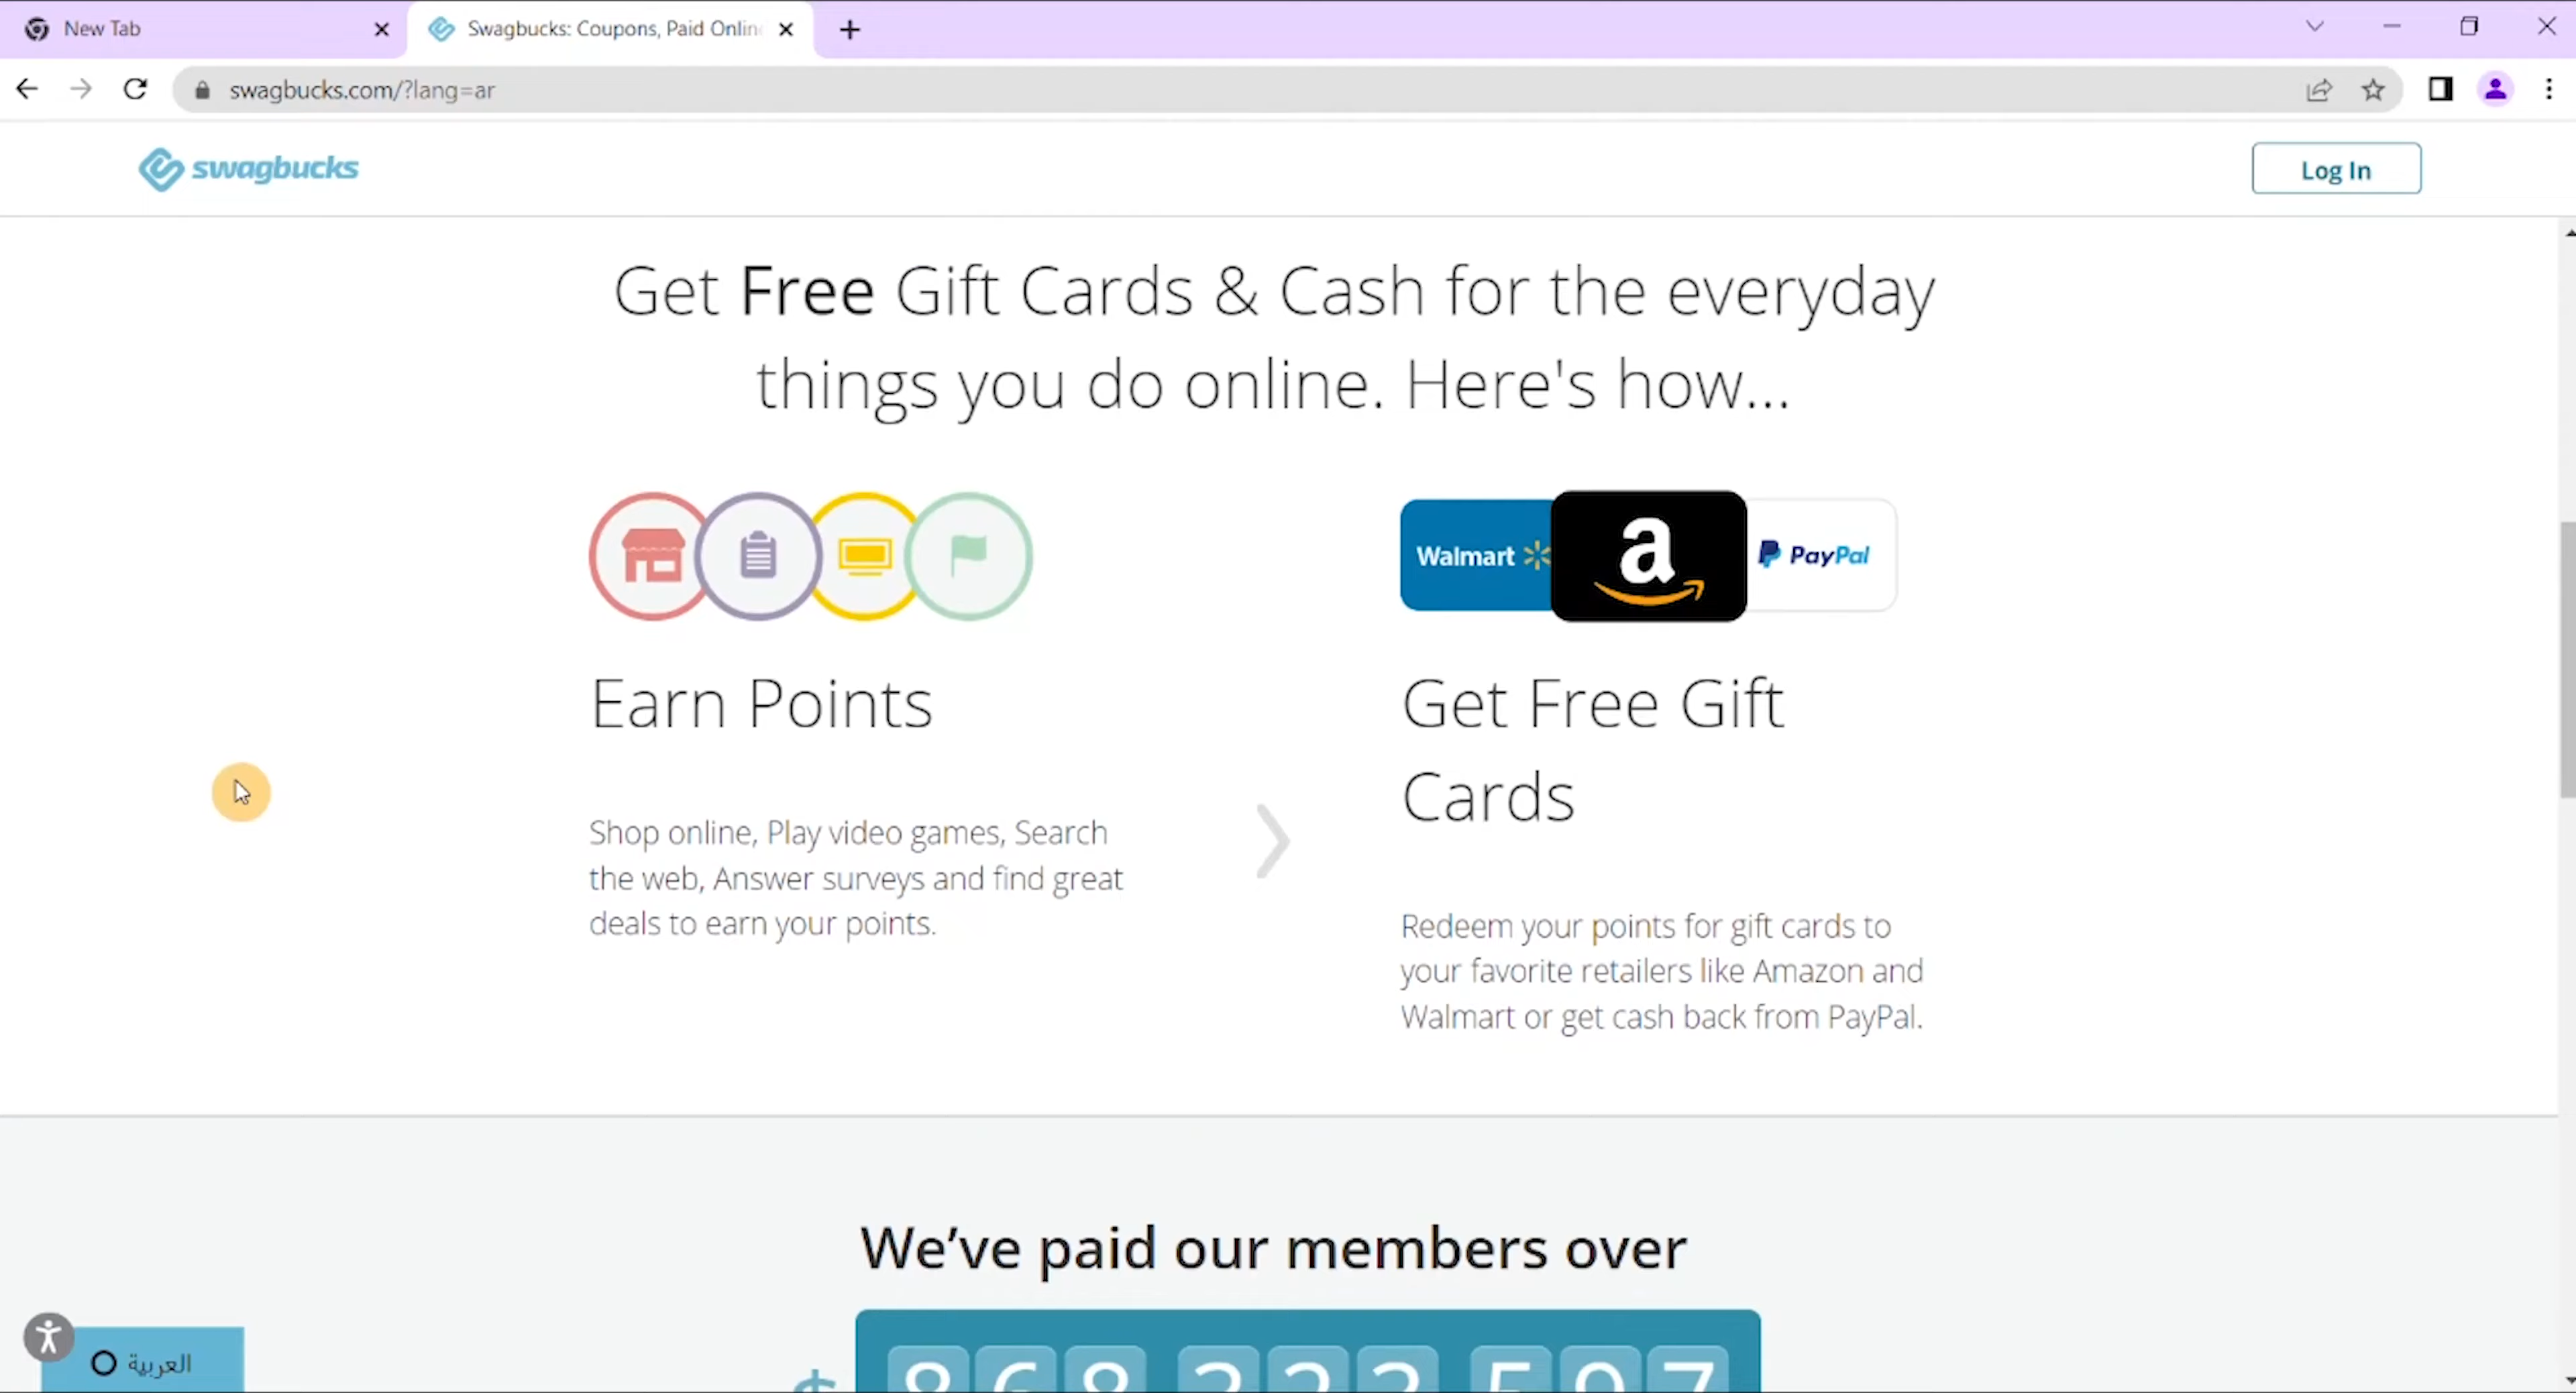 New Tab
Swagbucks: Coupons, Paid Onlin
swagbucks.com/?lang=ar
swagbucks
Log In
Get Free Gift Cards & Cash for the everyday
things you do online. Here's how...
Walmart
a
PayPal
Earn Points
Get Free Gift
Cards
Shop online, Play video games, Search
the web, Answer surveys and find great
deals to earn your points.
Redeem your points for gift cards to
your favorite retailers like Amazon and
Walmart or get cash back from PayPal.
We’ve paid our members over
العربية